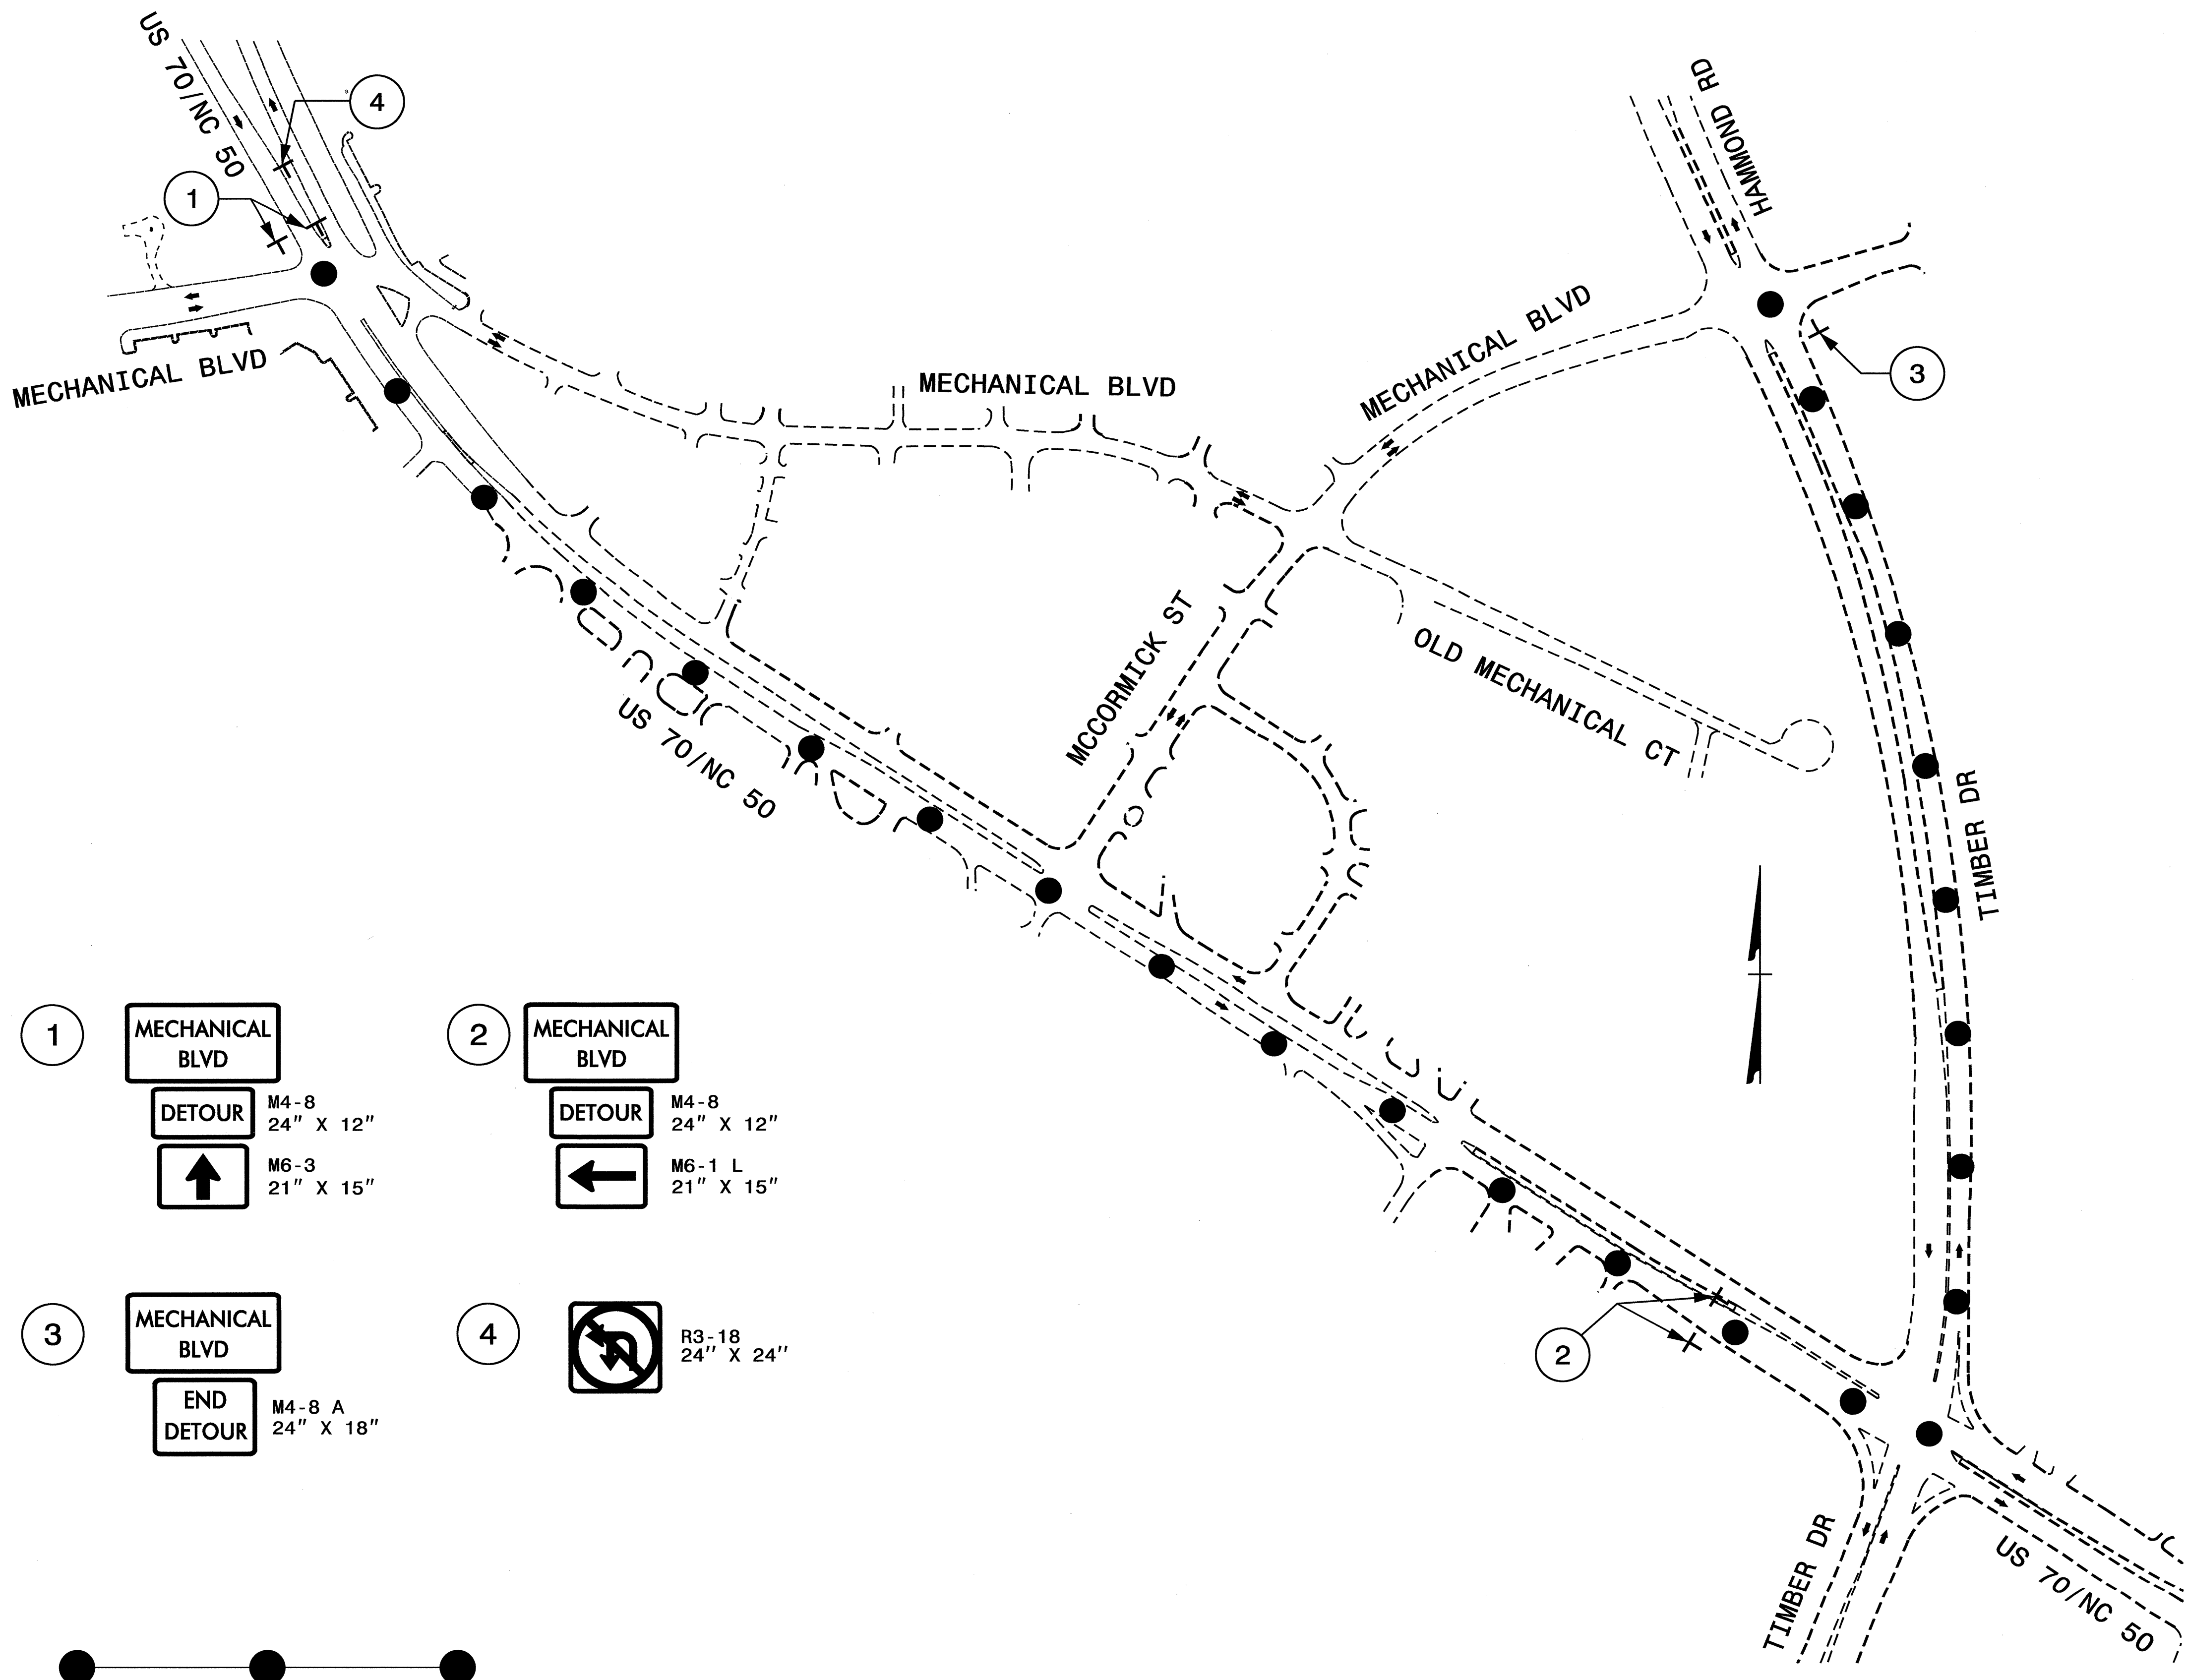 US 70/NC 50
4
1
MECHANICAL BLVD
MECHANICAL BLVD
MECHANICAL BLVD
HAMMOND RD
3
MCCORMICK ST
OLD MECHANICAL CT
US 70/NC 50
TIMBER DR
2
TIMBER DR
US 70/NC 50
1
MECHANICAL
BLVD
DETOUR
M4-8
24" X 12"
M6-3
21" X 15"
2
MECHANICAL
BLVD
DETOUR
M4-8
24" X 12"
M6-1 L
21" X 15"
3
MECHANICAL
BLVD
END
DETOUR
M4-8 A
24" X 18"
4
R3-18
24" X 24"